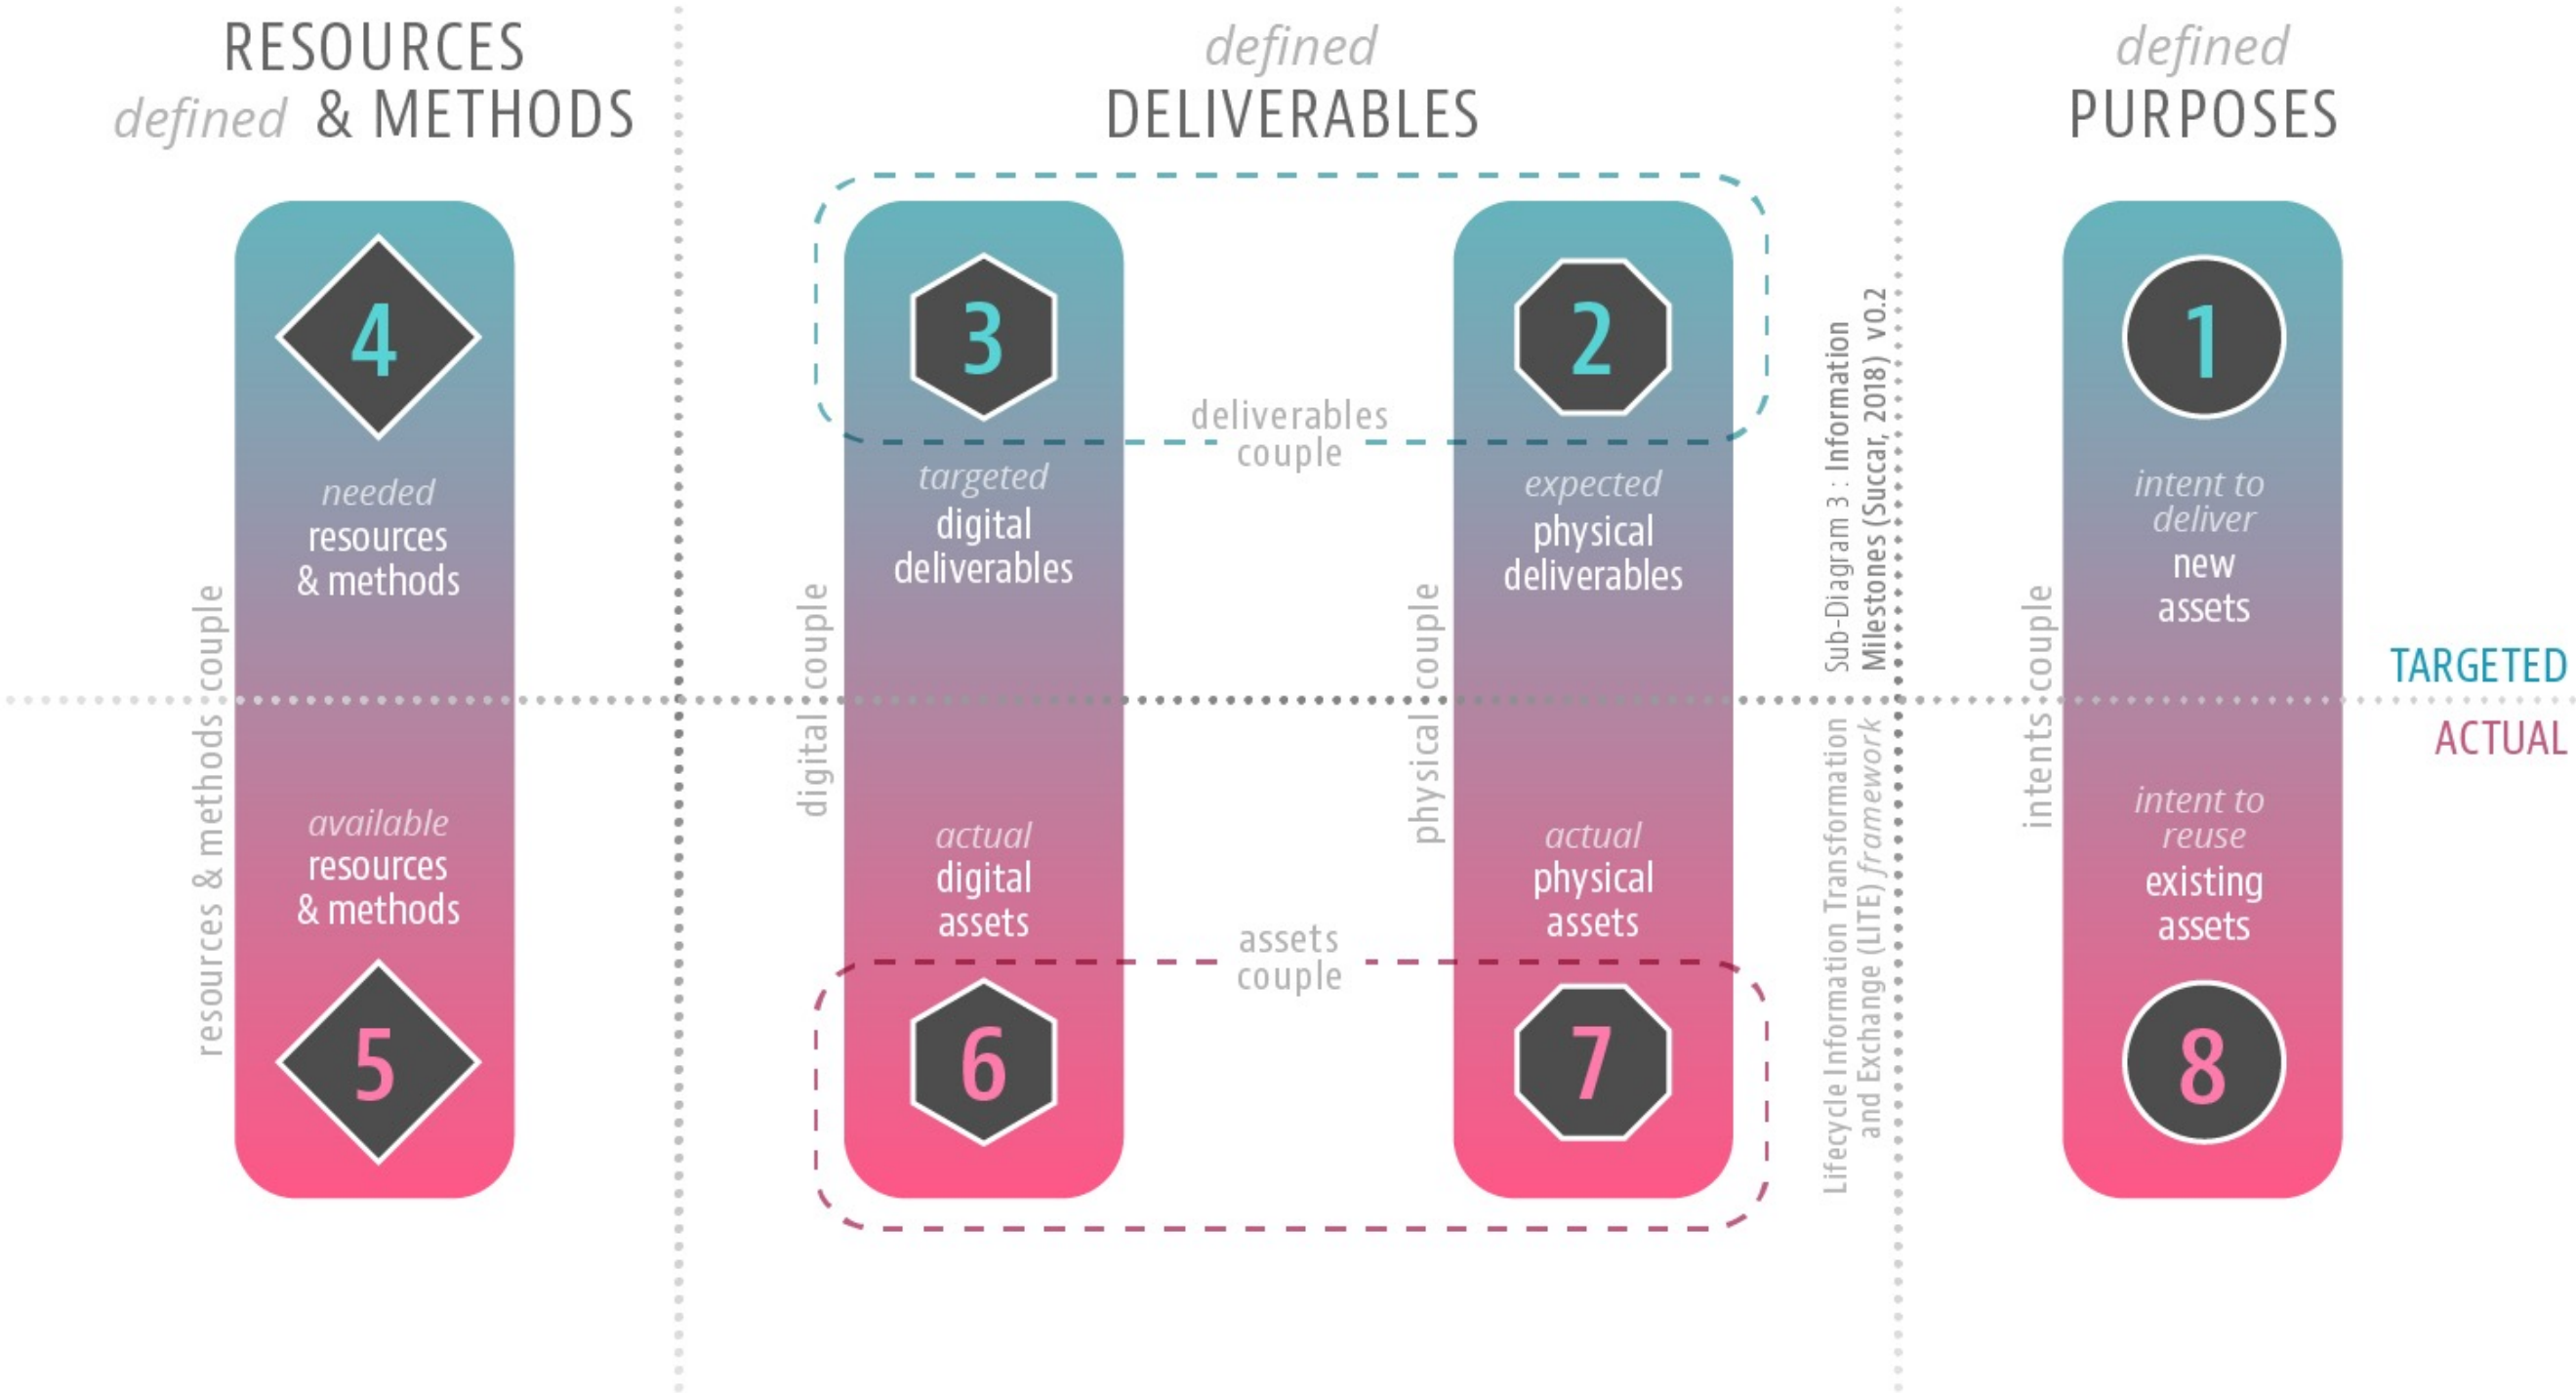 RESOURCES
defined & METHODS
defined
DELIVERABLES
defined
PURPOSES
4
needed
resources
& methods
available
resources
& methods
5
resources & methods couple
3
targeted
digital
deliverables
actual
digital
assets
6
digital couple
deliverables
couple
assets
couple
2
expected
physical
deliverables
actual
physical
assets
7
physical couple
Sub-Diagram 3 : Information
Milestones (Succar, 2018) v0.2
Lifecycle Information Transformation
and Exchange (LITE) framework
1
intent to
deliver
new
assets
intent to
reuse
existing
assets
8
intents couple
TARGETED
ACTUAL